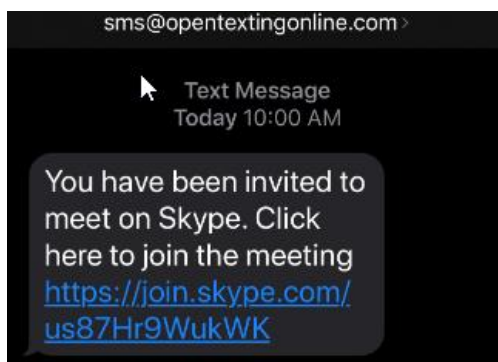 sms@opentextingonline.com >
Text Message
Today 10:00 AM
You have been invited to
meet on Skype. Click
here to join the meeting
https://join.skype.com/
us87Hr9WukWK